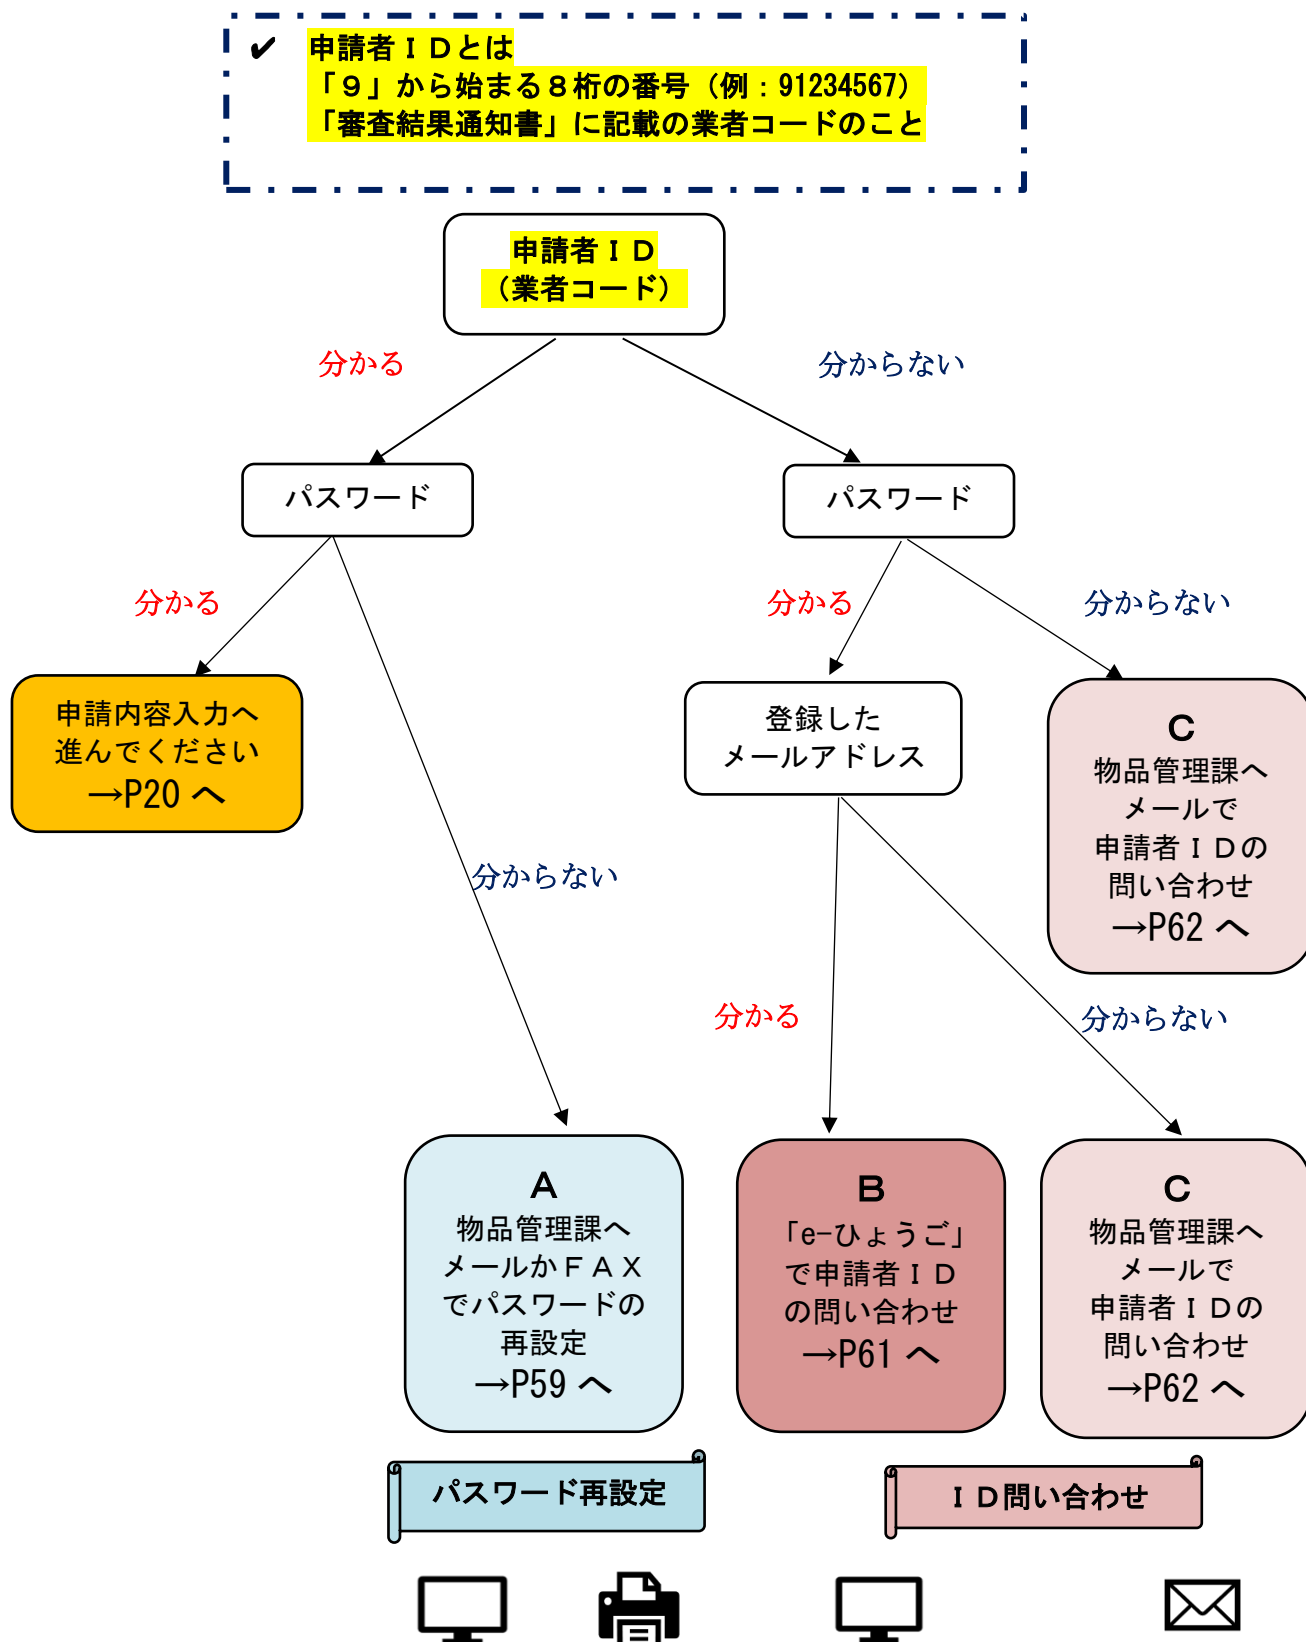 ✔ 申請者ＩＤとは
「９」から始まる８桁の番号（例：91234567）
「審査結果通知書」に記載の業者コードのこと
申請者ＩＤ
（業者コード）
分かる
分からない
パスワード
パスワード
分かる
分かる
分からない
申請内容入力へ
進んでください
→P20 へ
登録した
メールアドレス
C
物品管理課へ
メールで
申請者ＩＤの
問い合わせ
→P62 へ
分からない
分かる
分からない
A
物品管理課へ
メールかＦＡＸ
でパスワードの
再設定
→P59 へ
B
「e-ひょうご」
で申請者ＩＤ
の問い合わせ
→P61 へ
C
物品管理課へ
メールで
申請者ＩＤの
問い合わせ
→P62 へ
パスワード再設定
ＩＤ問い合わせ